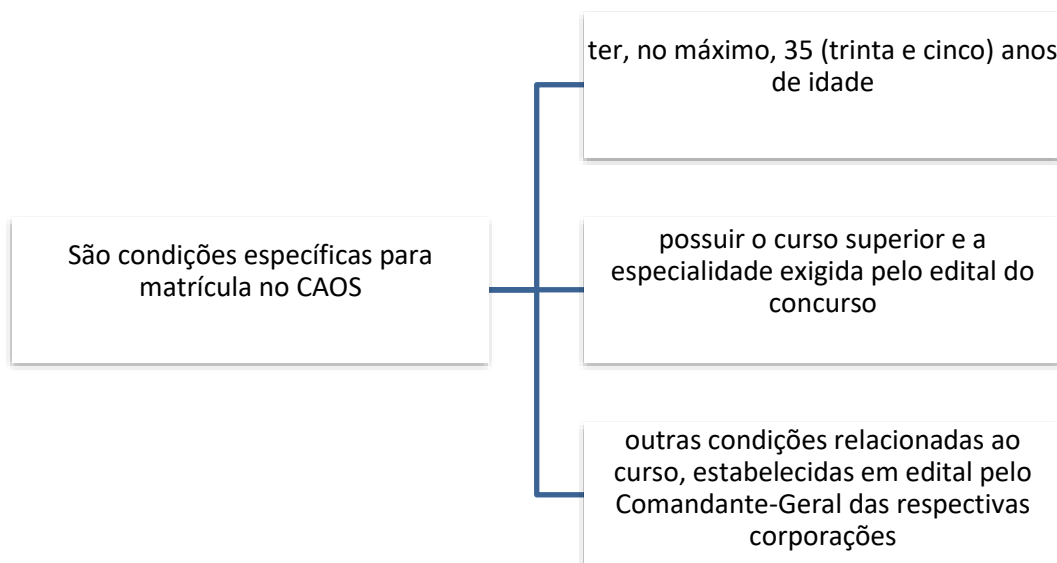 São condições específicas para
matrícula no CAOS
ter, no máximo, 35 (trinta e cinco) anos
de idade
possuir o curso superior e a
especialidade exigida pelo edital do
concurso
outras condições relacionadas ao
curso, estabelecidas em edital pelo
Comandante-Geral das respectivas
corporações